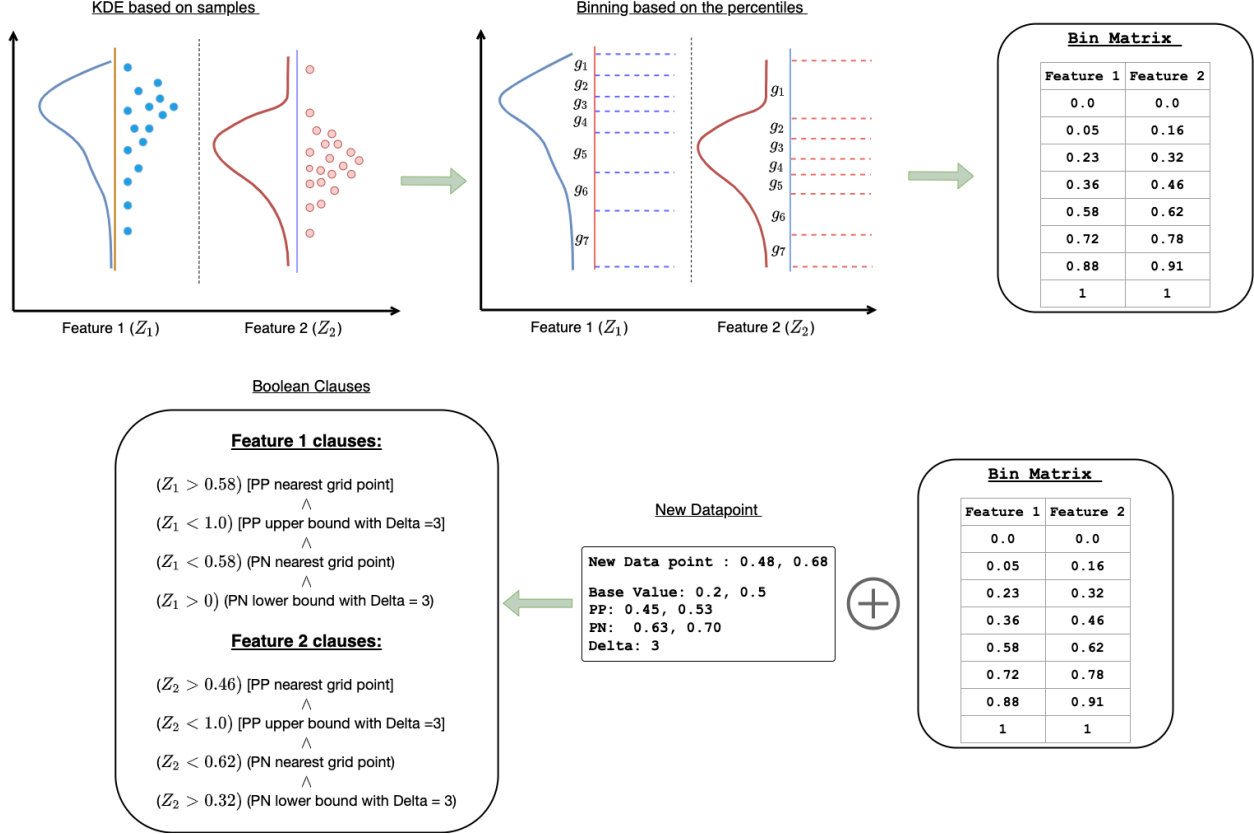 KDE based on samples
Binning based on the percentiles
g1
g2
g3
g4
g5
g6
g7
g1
g2
g3
g4
g5
g6
g7
Feature 1 (Z1)
Feature 2 (Z2)
Feature 1 (Z1)
Feature 2 (Z2)
Bin Matrix
Feature 1 Feature 2
0.0 0.0
0.05 0.16
0.23 0.32
0.36 0.46
0.58 0.62
0.72 0.78
0.88 0.91
1 1
Boolean Clauses
Feature 1 clauses:
(Z1 > 0.58) [PP nearest grid point]
∧
(Z1 < 1.0) [PP upper bound with Delta =3]
∧
(Z1 < 0.58) (PN nearest grid point)
∧
(Z1 > 0) (PN lower bound with Delta = 3)
Feature 2 clauses:
(Z2 > 0.46) [PP nearest grid point]
∧
(Z2 < 1.0) [PP upper bound with Delta =3]
∧
(Z2 < 0.62) (PN nearest grid point)
∧
(Z2 > 0.32) (PN lower bound with Delta = 3)
New Datapoint
New Data point : 0.48, 0.68
Base Value: 0.2, 0.5
PP: 0.45, 0.53
PN: 0.63, 0.70
Delta: 3
Bin Matrix
Feature 1 Feature 2
0.0 0.0
0.05 0.16
0.23 0.32
0.36 0.46
0.58 0.62
0.72 0.78
0.88 0.91
1 1